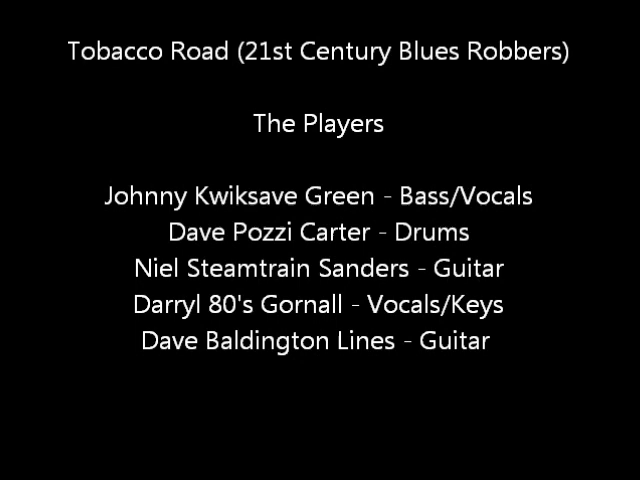 Tobacco Road (21st Century Blues Robbers)
The Players
Johnny Kwiksave Green - Bass/Vocals
Dave Pozzi Carter - Drums
Niel Steamtrain Sanders - Guitar
Darryl 80's Gornall - Vocals/Keys
Dave Baldington Lines - Guitar